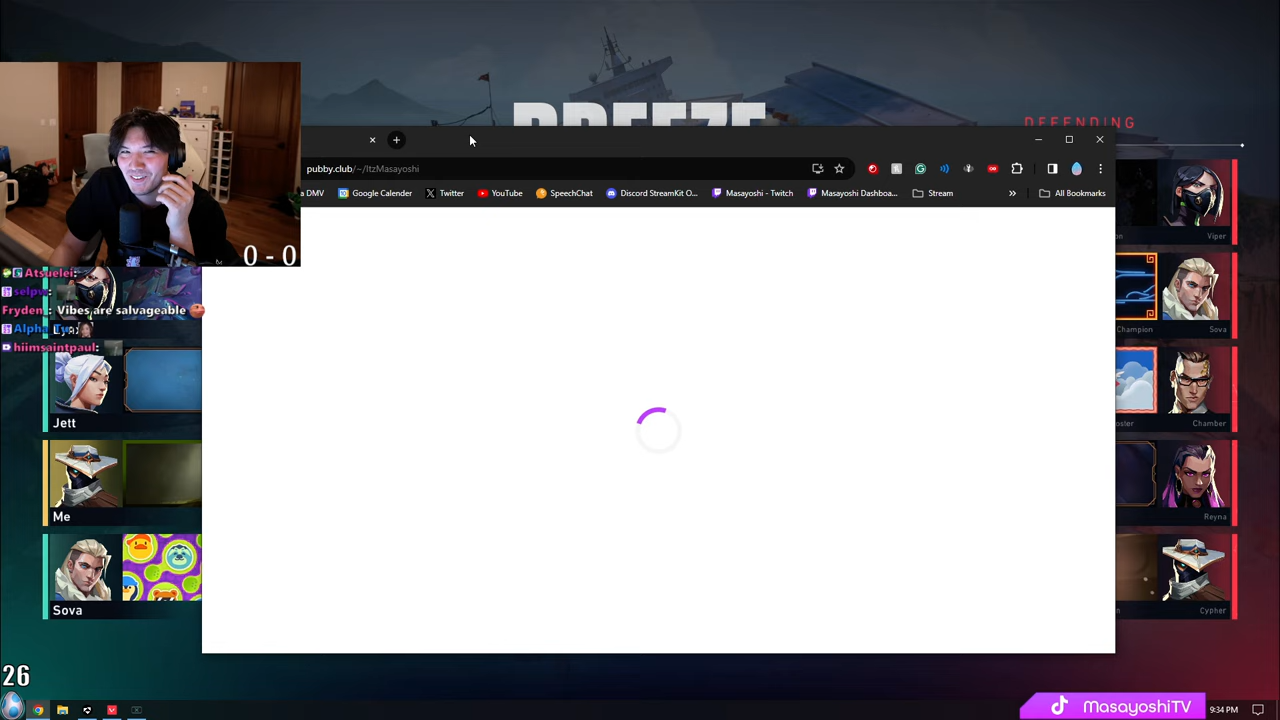 BREEZE
DEFENDING
pubby.club/~/ItzMasayoshi
DMV
Google Calender
Twitter
YouTube
SpeechChat
Discord StreamKit O...
Masayoshi - Twitch
Masayoshi Dashboa...
Stream
»
All Bookmarks
0 - 0
Viper
Atsuelei:
Fryden: Vibes are salvageable
hiimsaintpaul:
Champion
Sova
Jett
Chamber
Me
Reyna
Sova
Cypher
26
MasayoshiTV
9:34 PM